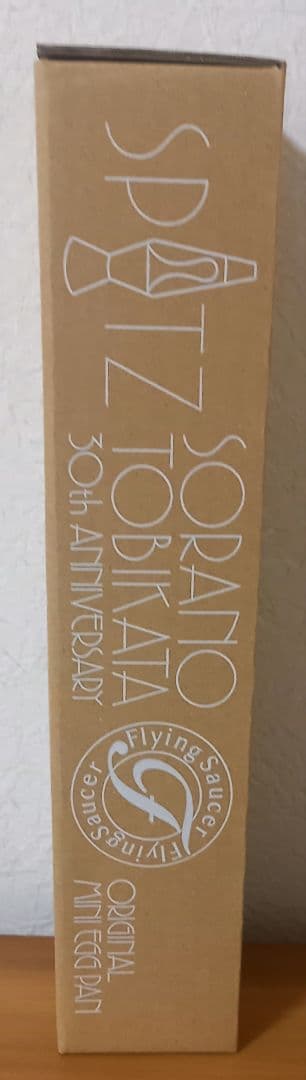 SPITZ
SORANO
TOBIKATA
30th ANNIVERSARY
Flying Saucer
Flying Saucer
ORIGINAL
MINI EGG PAN